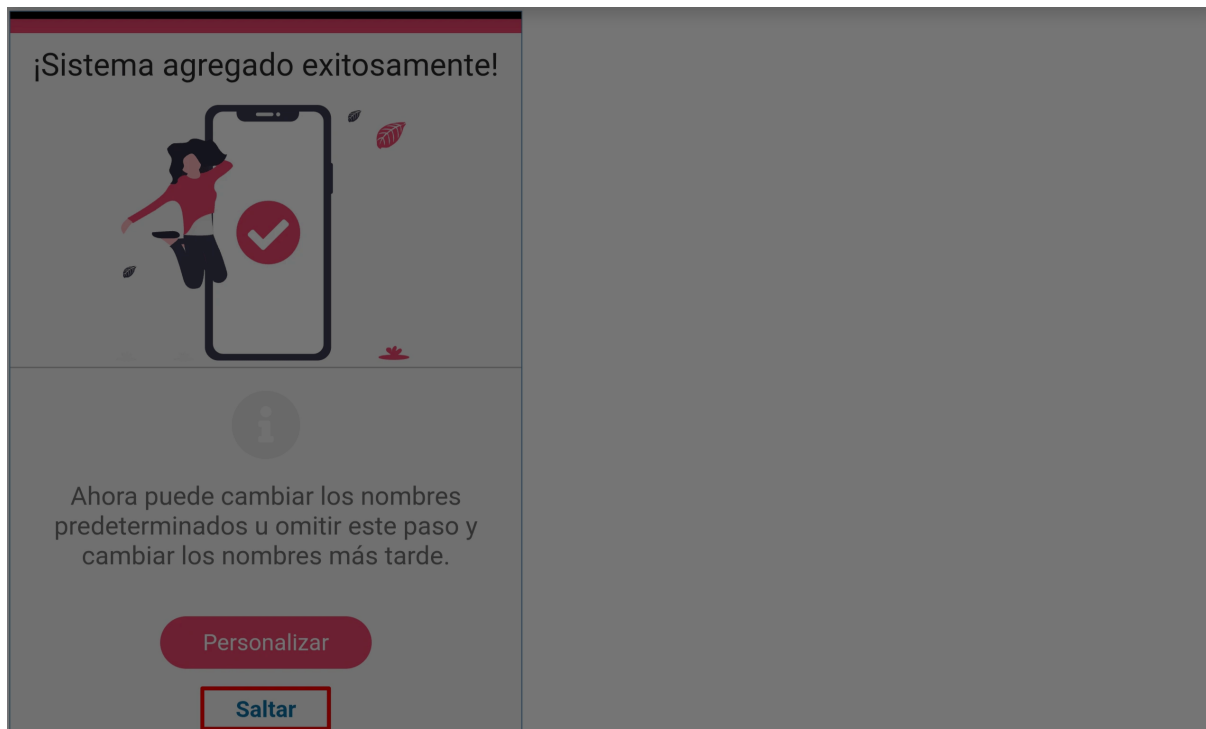 ¡Sistema agregado exitosamente!
Ahora puede cambiar los nombres
predeterminados u omitir este paso y
cambiar los nombres más tarde.
Personalizar
Saltar